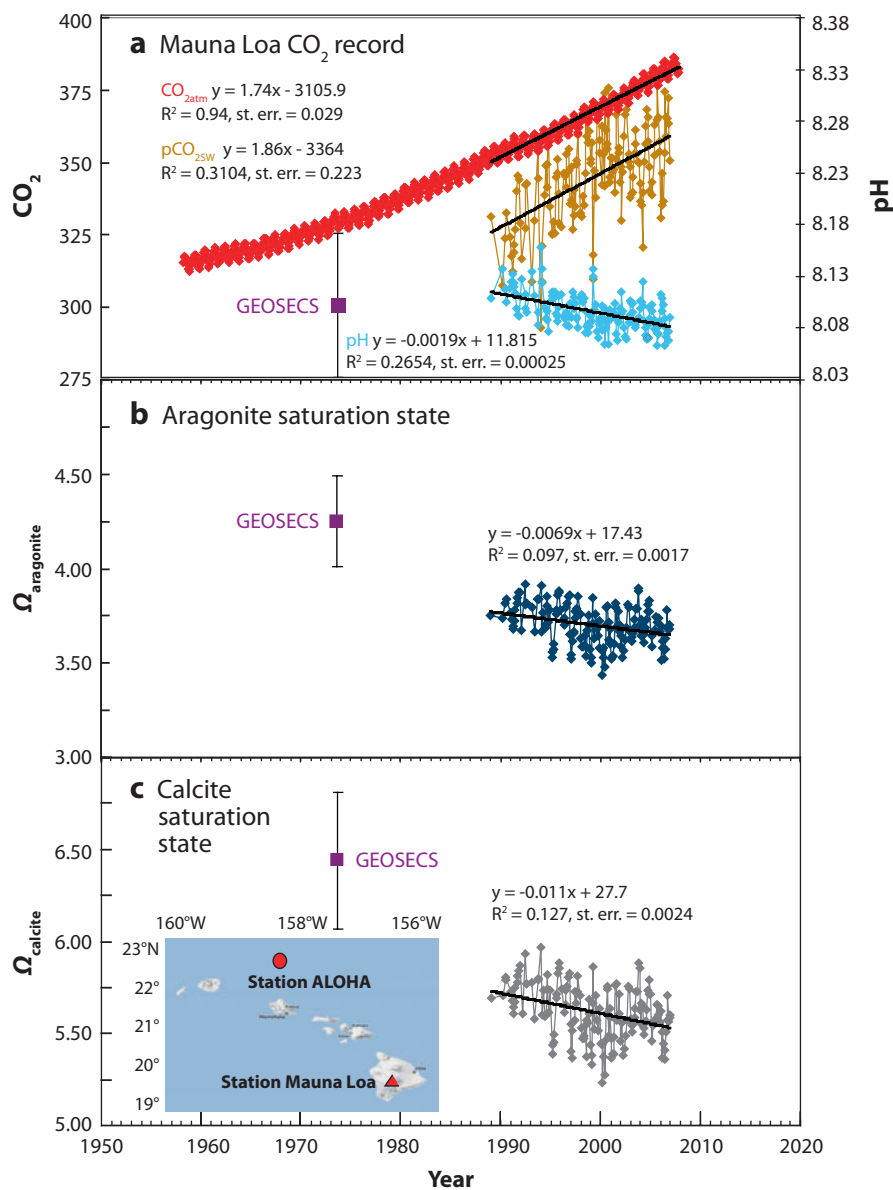 a Mauna Loa CO2 record
CO2atm y = 1.74x - 3105.9
R2 = 0.94, st. err. = 0.029
pCO2SW y = 1.86x - 3364
R2 = 0.3104, st. err. = 0.223
GEOSECS
pH y = -0.0019x + 11.815
R2 = 0.2654, st. err. = 0.00025
CO2
400
375
350
325
300
275
pH
8.38
8.33
8.28
8.23
8.18
8.13
8.08
8.03
b Aragonite saturation state
GEOSECS
y = -0.0069x + 17.43
R2 = 0.097, st. err. = 0.0017
Ωaragonite
4.50
4.00
3.50
3.00
c Calcite
saturation
state
GEOSECS
y = -0.011x + 27.7
R2 = 0.127, st. err. = 0.0024
Ωcalcite
6.50
6.00
5.50
5.00
160°W 158°W 156°W
23°N
22°
21°
20°
19°
Station ALOHA
Station Mauna Loa
1950 1960 1970 1980 1990 2000 2010 2020
Year